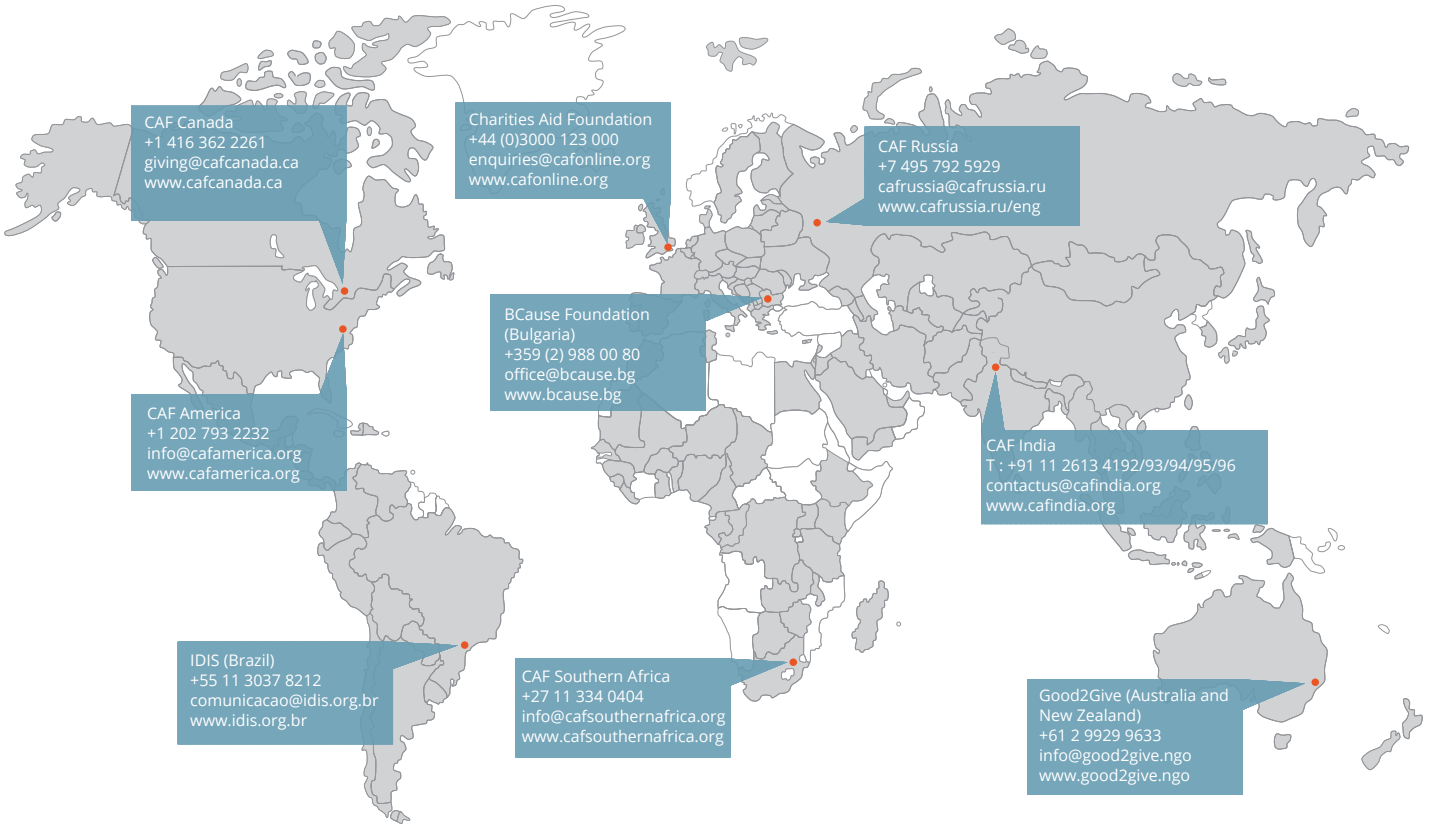 CAF Canada
+1 416 362 2261
giving@cafcanada.ca
www.cafcanada.ca
Charities Aid Foundation
+44 (0)3000 123 000
enquiries@cafonline.org
www.cafonline.org
CAF Russia
+7 495 792 5929
cafrussia@cafrussia.ru
www.cafrussia.ru/eng
BCause Foundation
(Bulgaria)
+359 (2) 988 00 80
office@bcause.bg
www.bcause.bg
CAF America
+1 202 793 2232
info@cafamerica.org
www.cafamerica.org
CAF India
T : +91 11 2613 4192/93/94/95/96
contactus@cafindia.org
www.cafindia.org
IDIS (Brazil)
+55 11 3037 8212
comunicacao@idis.org.br
www.idis.org.br
CAF Southern Africa
+27 11 334 0404
info@cafsouthernafrica.org
www.cafsouthernafrica.org
Good2Give (Australia and
New Zealand)
+61 2 9929 9633
info@good2give.ngo
www.good2give.ngo